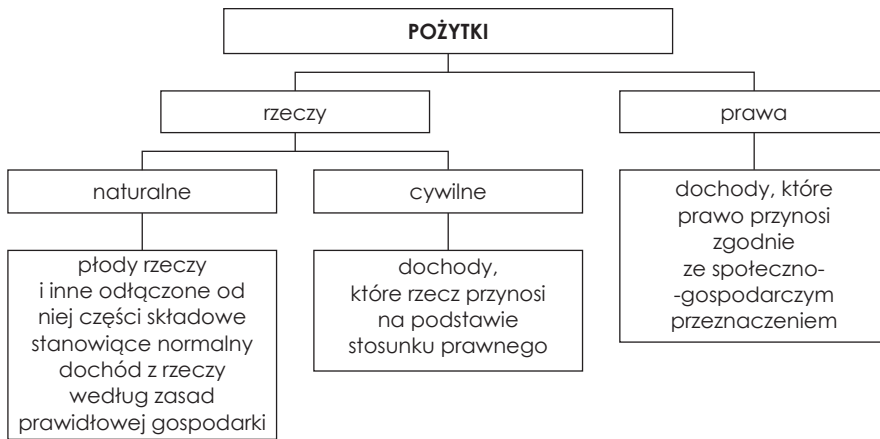 POŻYTKI
rzeczy
prawa
naturalne
cywilne
płody rzeczy
i inne odłączone od
niej części składowe
stanowiące normalny
dochód z rzeczy
według zasad
prawidłowej gospodarki
dochody,
które rzecz przynosi
na podstawie
stosunku prawnego
dochody, które
prawo przynosi
zgodnie
ze społeczno-
-gospodarczym
przeznaczeniem